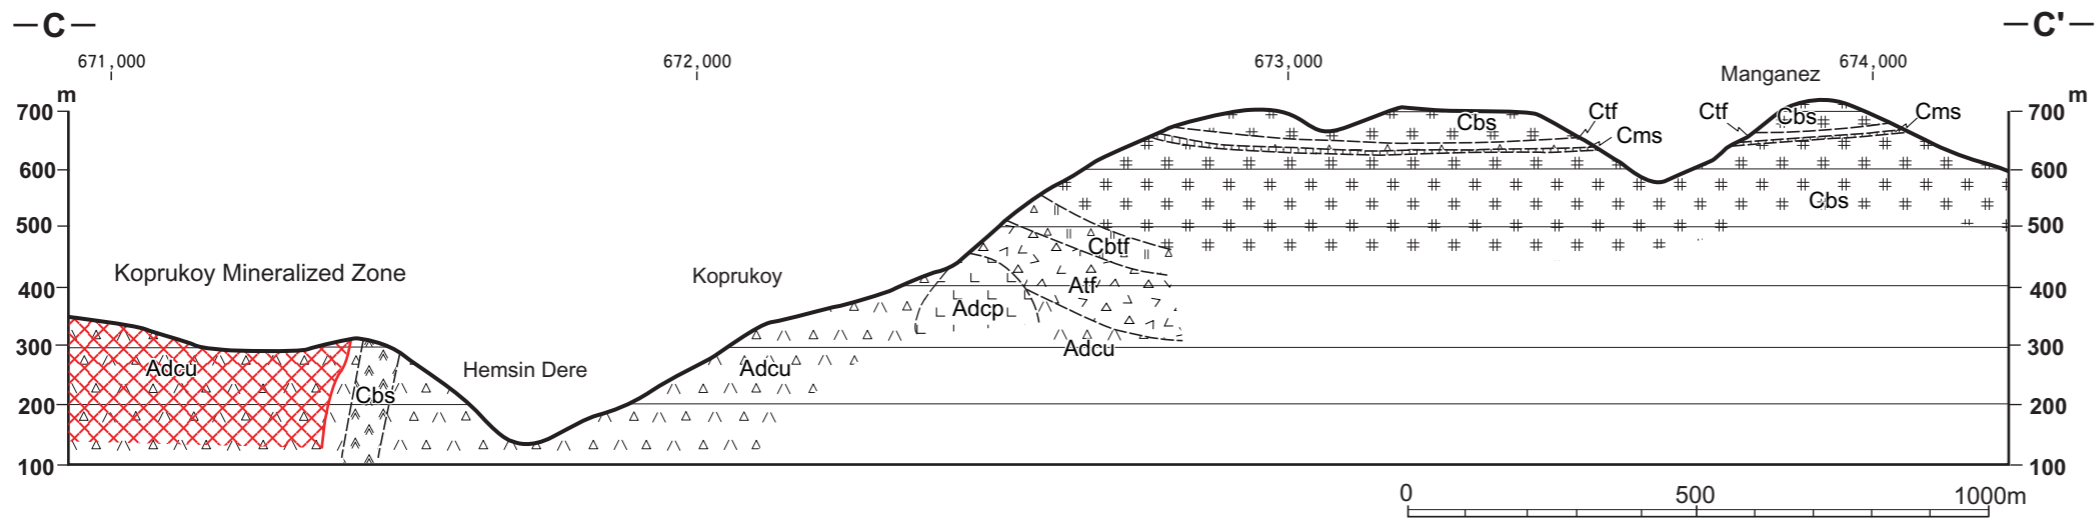 C C'
671,000 672,000 673,000 674,000
Manganez
m m
700 Ctf Ctf Cbs Cms 700
Cbs
Cms
600 600
Cbs
500 500
Cbtf
Koprukoy Mineralized Zone Koprukoy
400 Atf 400
Adcp
300 Adcu 300
Adcu Hemsin Dere Adcu
Cbs
200 200
100 100
0 500 1000m